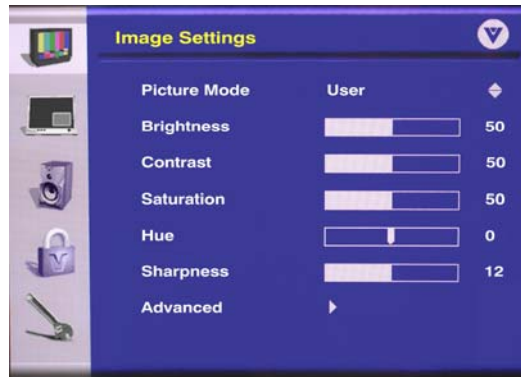 Image Settings
Picture Mode User
Brightness 50
Contrast 50
Saturation 50
Hue 0
Sharpness 12
Advanced